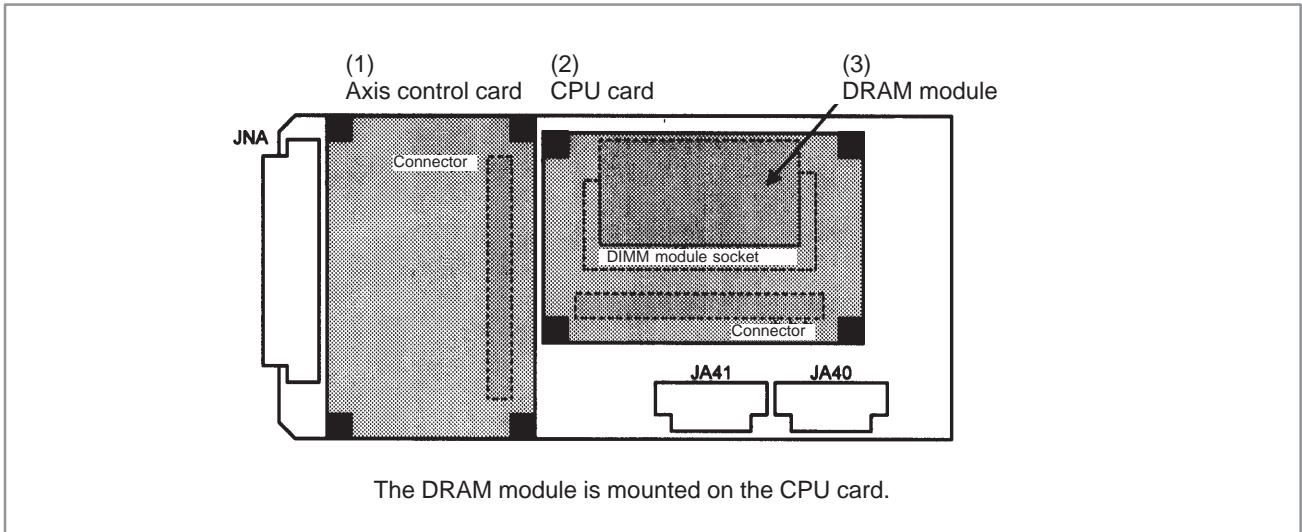 (1)
Axis control card
(2)
CPU card
(3)
DRAM module
JNA
Connector
DIMM module socket
Connector
JA41
JA40
The DRAM module is mounted on the CPU card.